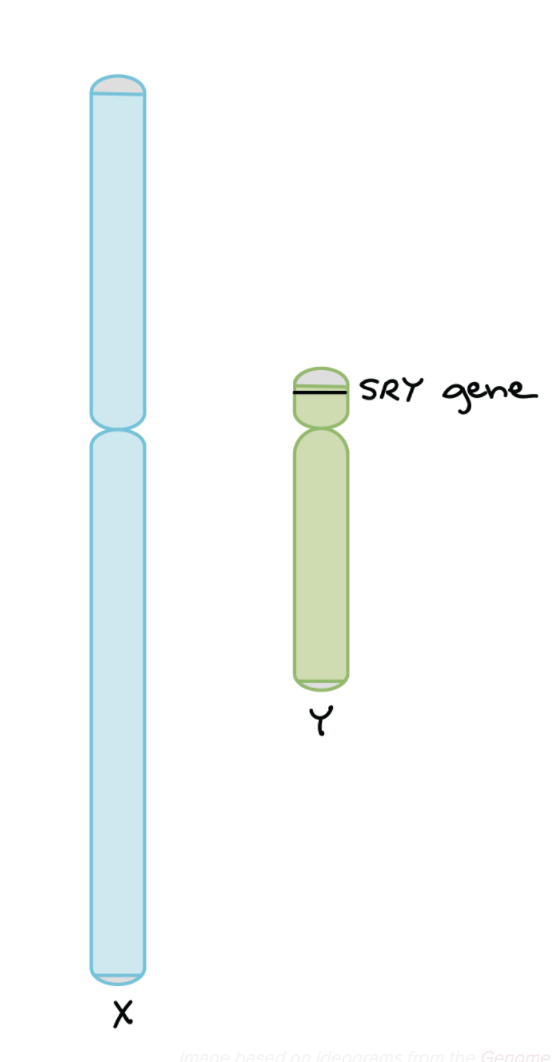 SRY gene
Y
X
Image based on ideograms from the Genome